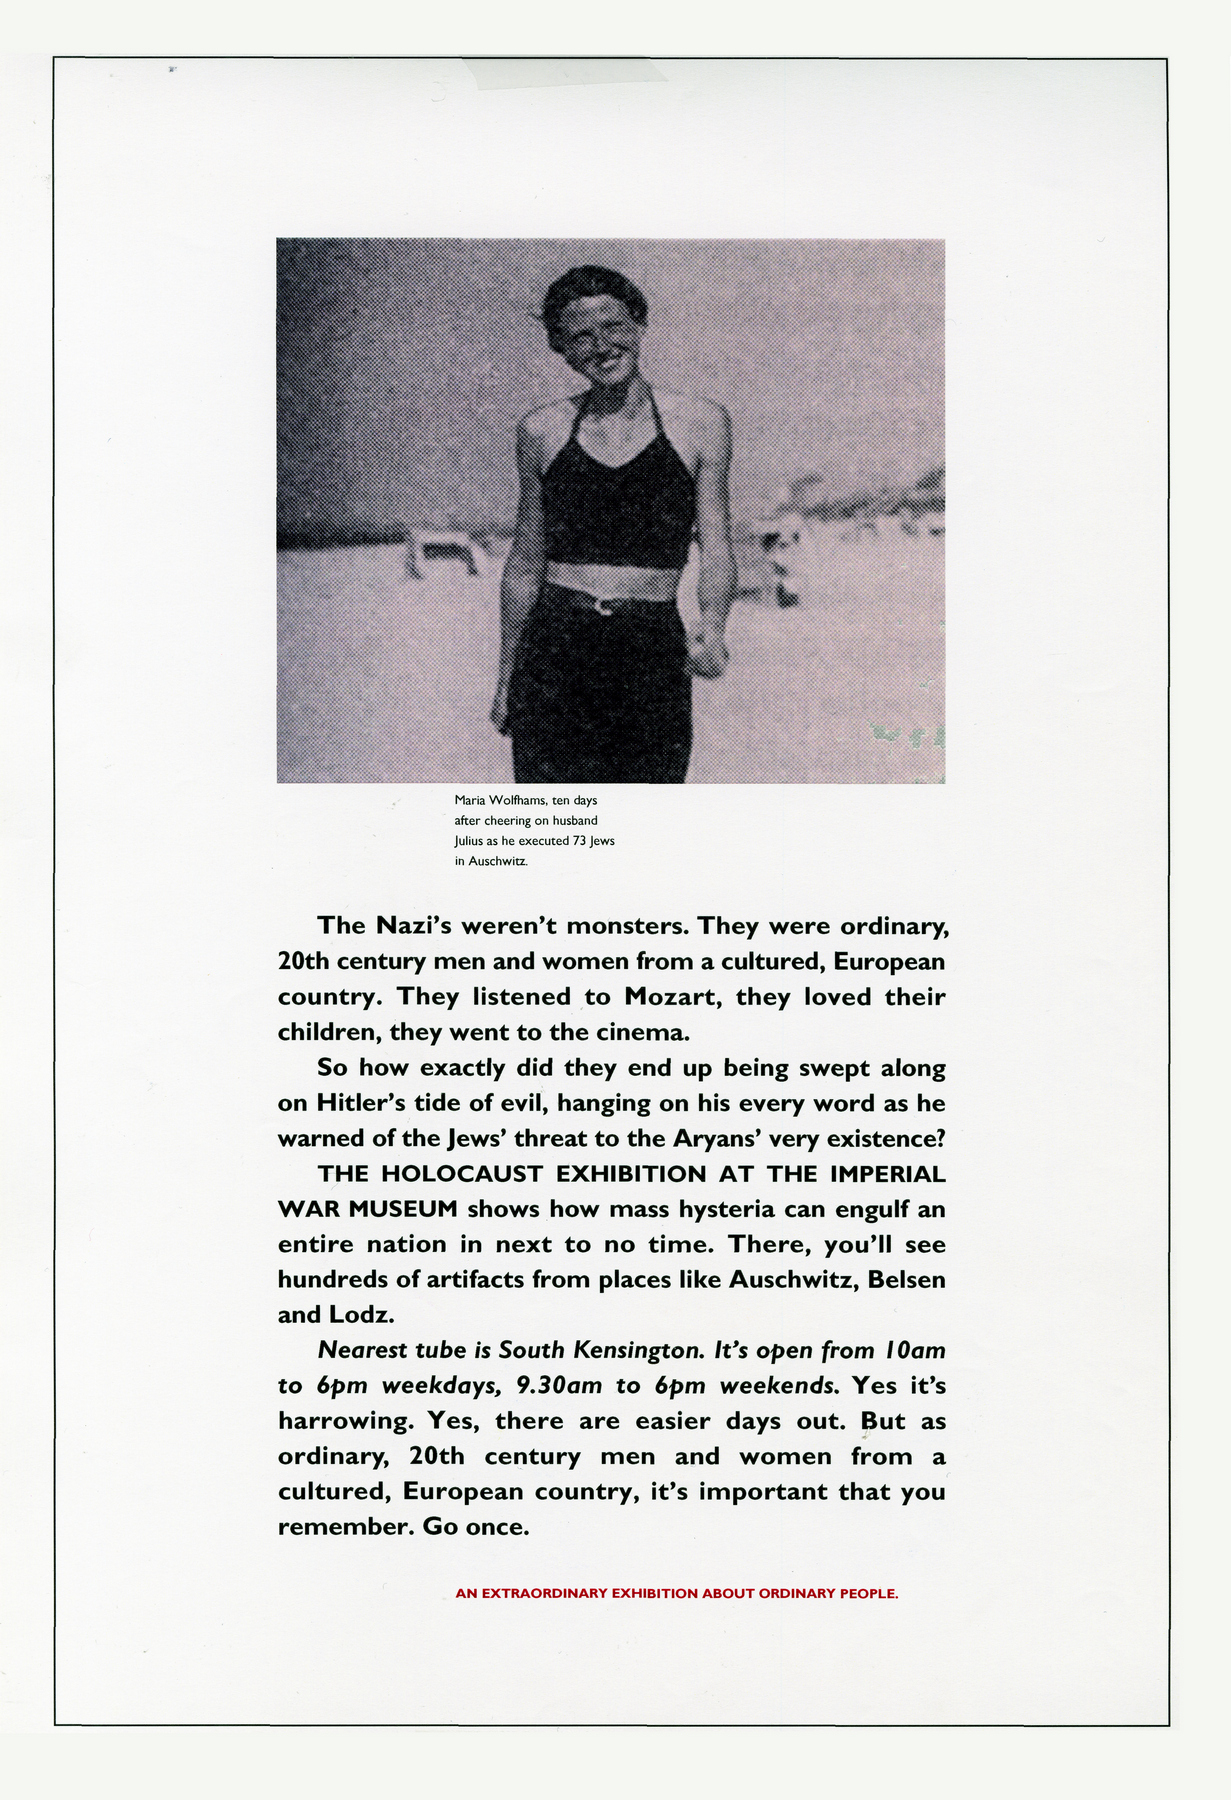 Maria Wolfhams, ten days
after cheering on husband
Julius as he executed 73 Jews
in Auschwitz.
The Nazi's weren't monsters. They were ordinary,
20th century men and women from a cultured, European
country. They listened to Mozart, they loved their
children, they went to the cinema.
So how exactly did they end up being swept along
on Hitler's tide of evil, hanging on his every word as he
warned of the Jews' threat to the Aryans' very existence?
THE HOLOCAUST EXHIBITION AT THE IMPERIAL
WAR MUSEUM shows how mass hysteria can engulf an
entire nation in next to no time. There, you'll see
hundreds of artifacts from places like Auschwitz, Belsen
and Lodz.
Nearest tube is South Kensington. It's open from 10am
to 6pm weekdays, 9.30am to 6pm weekends. Yes it's
harrowing. Yes, there are easier days out. But as
ordinary, 20th century men and women from a
cultured, European country, it's important that you
remember. Go once.
AN EXTRAORDINARY EXHIBITION ABOUT ORDINARY PEOPLE.